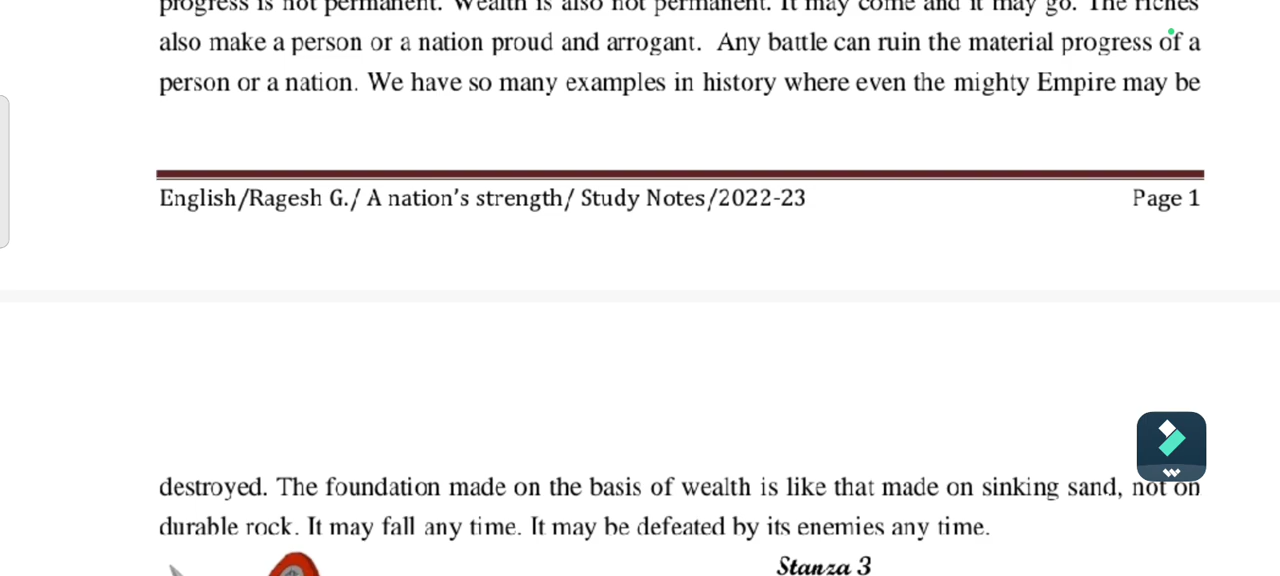 progress is not permanent. Wealth is also not permanent. It may come and it may go. The riches
also make a person or a nation proud and arrogant. Any battle can ruin the material progress of a
person or a nation. We have so many examples in history where even the mighty Empire may be
English/Ragesh G./ A nation's strength/ Study Notes/2022-23 Page 1
destroyed. The foundation made on the basis of wealth is like that made on sinking sand, not on
durable rock. It may fall any time. It may be defeated by its enemies any time.
Stanza 3